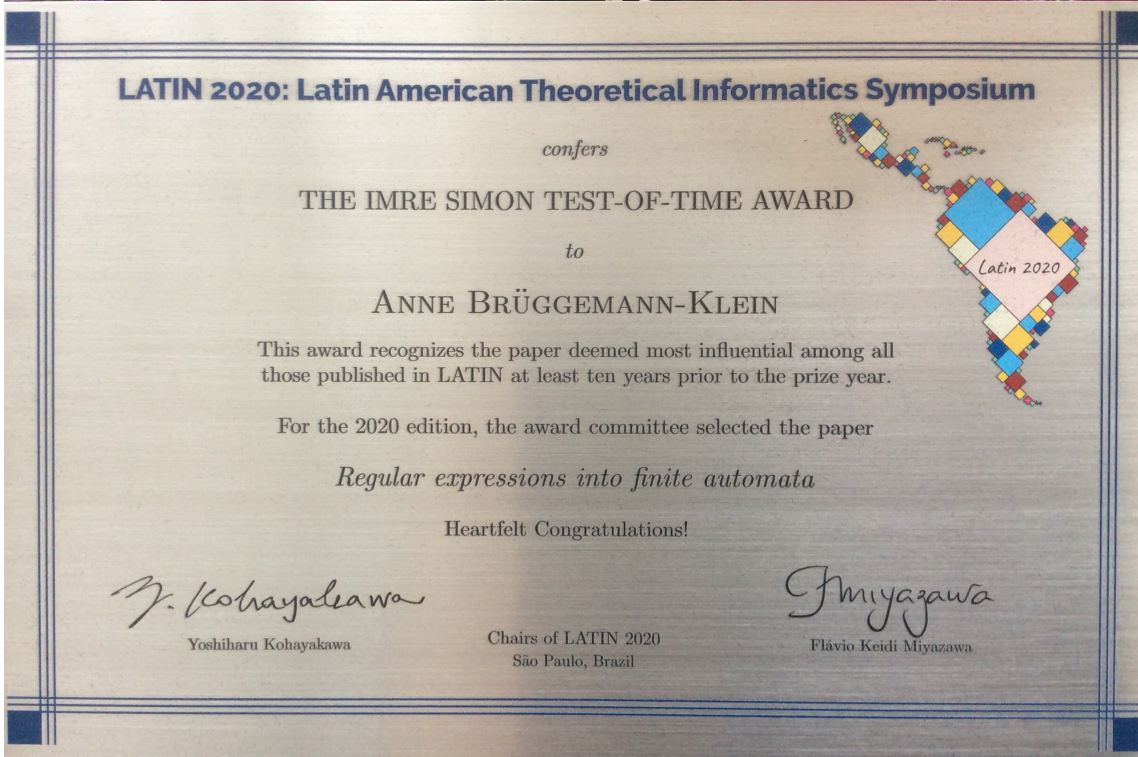 LATIN 2020: Latin American Theoretical Informatics Symposium
confers
THE IMRE SIMON TEST-OF-TIME AWARD
to
ANNE BRÜGGEMANN-KLEIN
Latin 2020
This award recognizes the paper deemed most influential among all
those published in LATIN at least ten years prior to the prize year.
For the 2020 edition, the award committee selected the paper
Regular expressions into finite automata
Heartfelt Congratulations!
Y. Kohayakawa
FMiyazawa
Yoshiharu Kohayakawa
Chairs of LATIN 2020
São Paulo, Brazil
Flávio Keidi Miyazawa